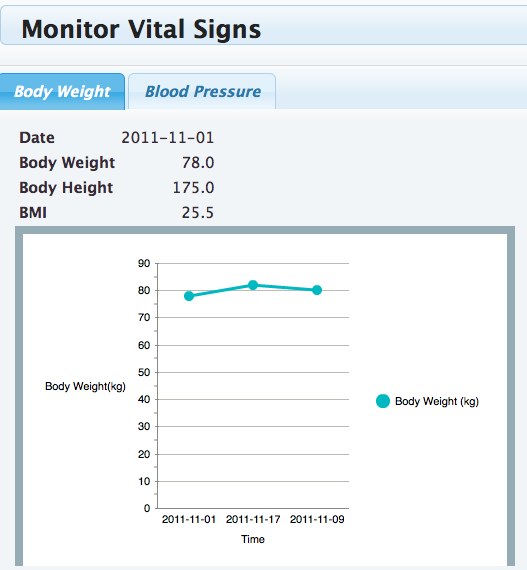 Monitor Vital Signs
Body Weight Blood Pressure
Date 2011-11-01
Body Weight 78.0
Body Height 175.0
BMI 25.5
90
80
70
60
50
Body Weight(kg)
40
Body Weight (kg)
30
20
10
0
2011-11-01 2011-11-17 2011-11-09
Time